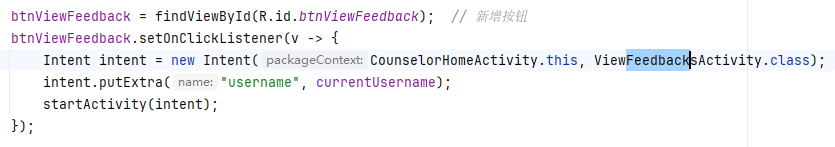 btnViewFeedback = findViewById(R.id.btnViewFeedback);  // 新增按钮
btnViewFeedback.setOnClickListener(v -> {
    Intent intent = new Intent( packageContext: CounselorHomeActivity.this, ViewFeedbacksActivity.class);
    intent.putExtra( name: "username", currentUsername);
    startActivity(intent);
});